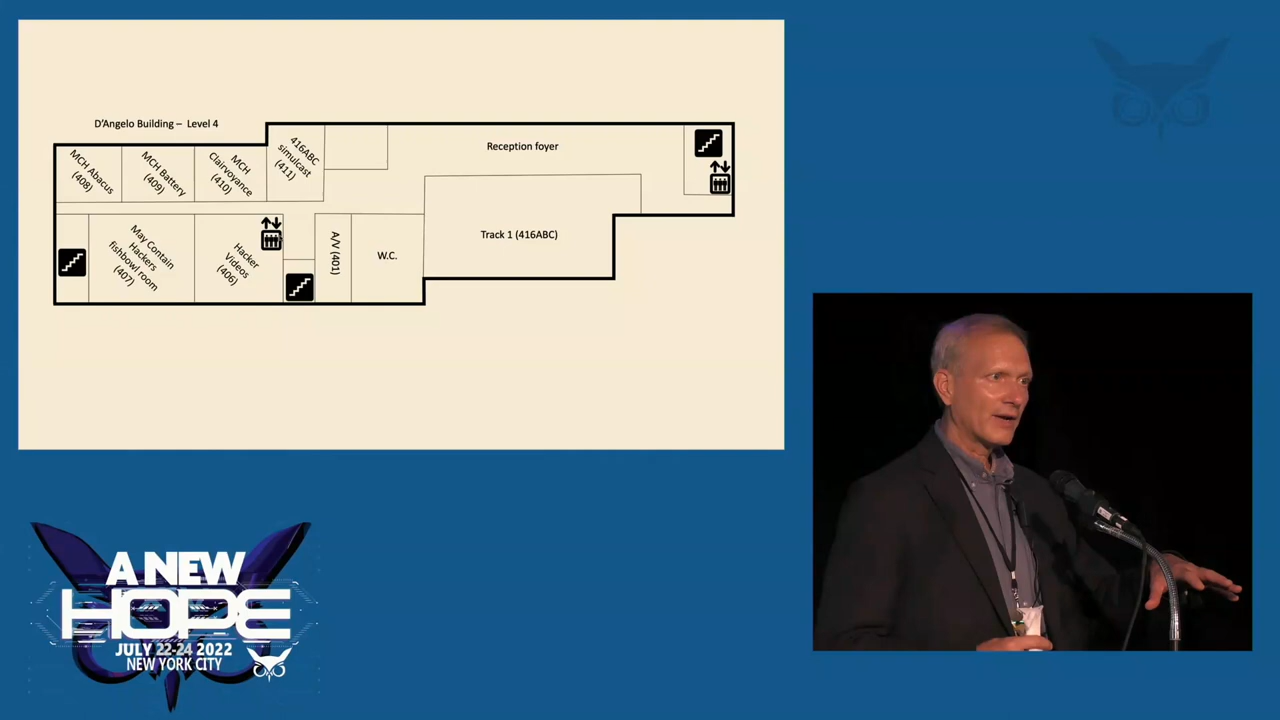 D'Angelo Building – Level 4
MCH Abacus
(408)
MCH Battery
(409)
MCH
Clairvoyance
(410)
416ABC
simulcast
(411)
Reception foyer
May Contain
Hackers
fishbowl room
(407)
Hacker
Videos
(406)
A/V (401)
W.C.
Track 1 (416ABC)
A NEW
HOPE
JULY 22-24 2022
NEW YORK CITY